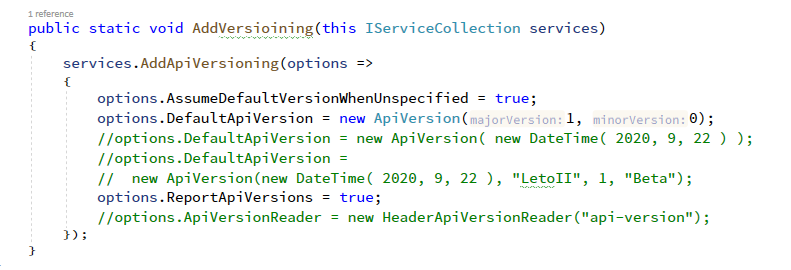 1 reference
public static void AddVersioining(this IServiceCollection services)
{
services.AddApiVersioning(options =>
{
options.AssumeDefaultVersionWhenUnspecified = true;
options.DefaultApiVersion = new ApiVersion(majorVersion:1, minorVersion:0);
//options.DefaultApiVersion = new ApiVersion( new DateTime( 2020, 9, 22 ) );
//options.DefaultApiVersion =
//  new ApiVersion(new DateTime( 2020, 9, 22 ), "LetoII", 1, "Beta");
options.ReportApiVersions = true;
//options.ApiVersionReader = new HeaderApiVersionReader("api-version");
});
}